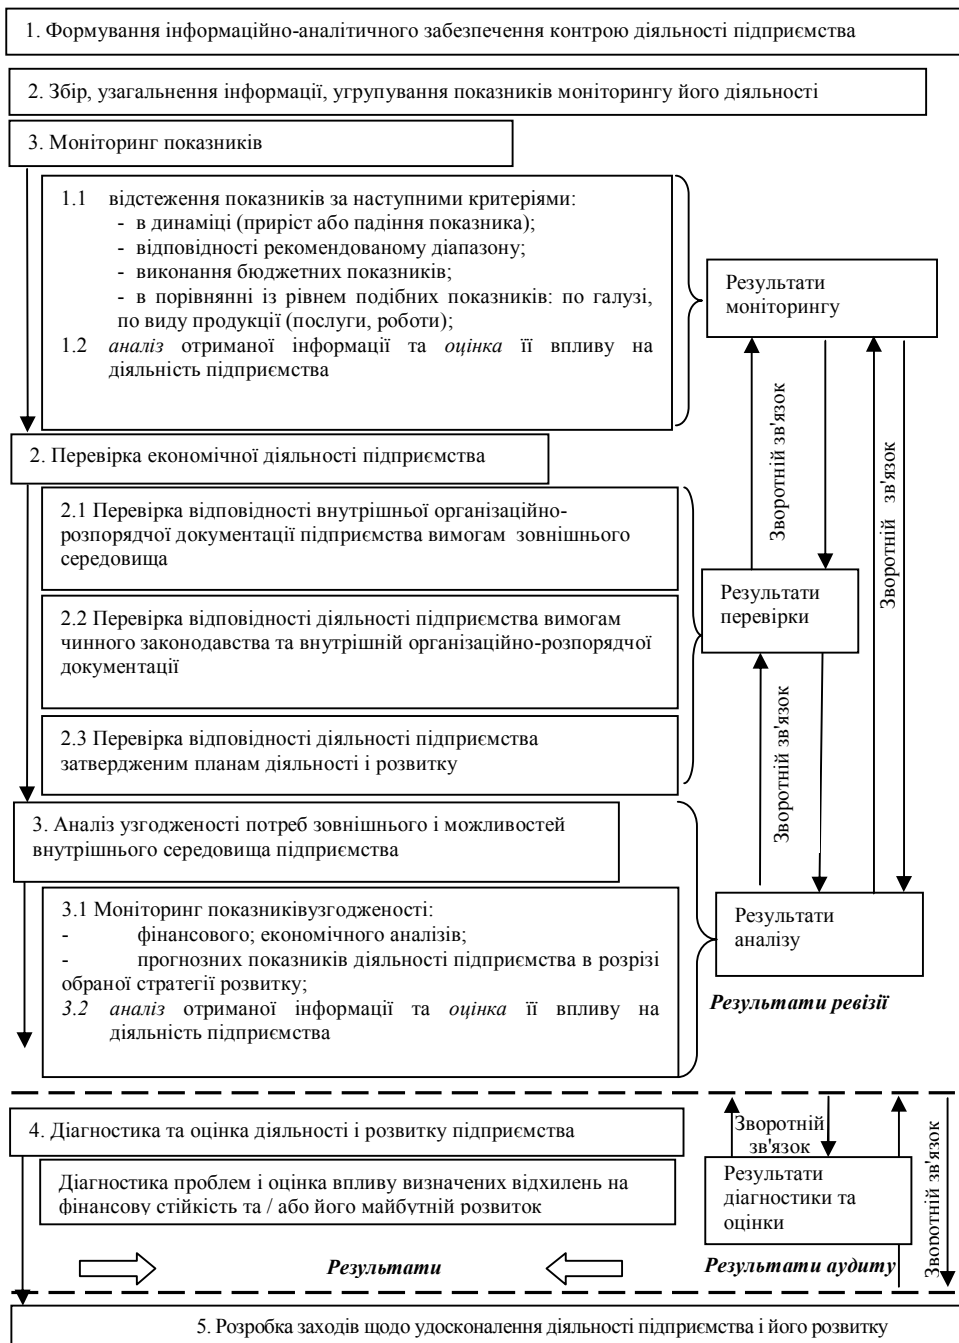 1. Формування інформаційно-аналітичного забезпечення контрою діяльності підприємства
2. Збір, узагальнення інформації, угрупування показників моніторингу його діяльності
3. Моніторинг показників
1.1 відстеження показників за наступними критеріями:
- в динаміці (приріст або падіння показника);
- відповідності рекомендованому діапазону;
- виконання бюджетних показників;
- в порівнянні із рівнем подібних показників: по галузі,
по виду продукції (послуги, роботи);
1.2 аналіз отриманої інформації та оцінка її впливу на
діяльність підприємства
Результати
моніторингу
Зворотній зв'язок
Зворотній зв'язок
2. Перевірка економічної діяльності підприємства
2.1 Перевірка відповідності внутрішньої організаційно-
розпорядчої документації підприємства вимогам зовнішнього
середовища
2.2 Перевірка відповідності діяльності підприємства вимогам
чинного законодавства та внутрішній організаційно-розпорядчої
документації
2.3 Перевірка відповідності діяльності підприємства
затвердженим планам діяльності і розвитку
Результати
перевірки
Зворотній зв'язок
3. Аналіз узгодженості потреб зовнішнього і можливостей
внутрішнього середовища підприємства
3.1 Моніторинг показниківузгодженості:
- фінансового; економічного аналізів;
- прогнозних показників діяльності підприємства в розрізі
обраної стратегії розвитку;
3.2 аналіз отриманої інформації та оцінка її впливу на
діяльність підприємства
Результати
аналізу
Результати ревізії
4. Діагностика та оцінка діяльності і розвитку підприємства
Діагностика проблем і оцінка впливу визначених відхилень на
фінансову стійкість та / або його майбутній розвиток
Зворотній
зв'язок
Результати
діагностики та
оцінки
Зворотній зв'язок
Результати
Результати аудиту
5. Розробка заходів щодо удосконалення діяльності підприємства і його розвитку